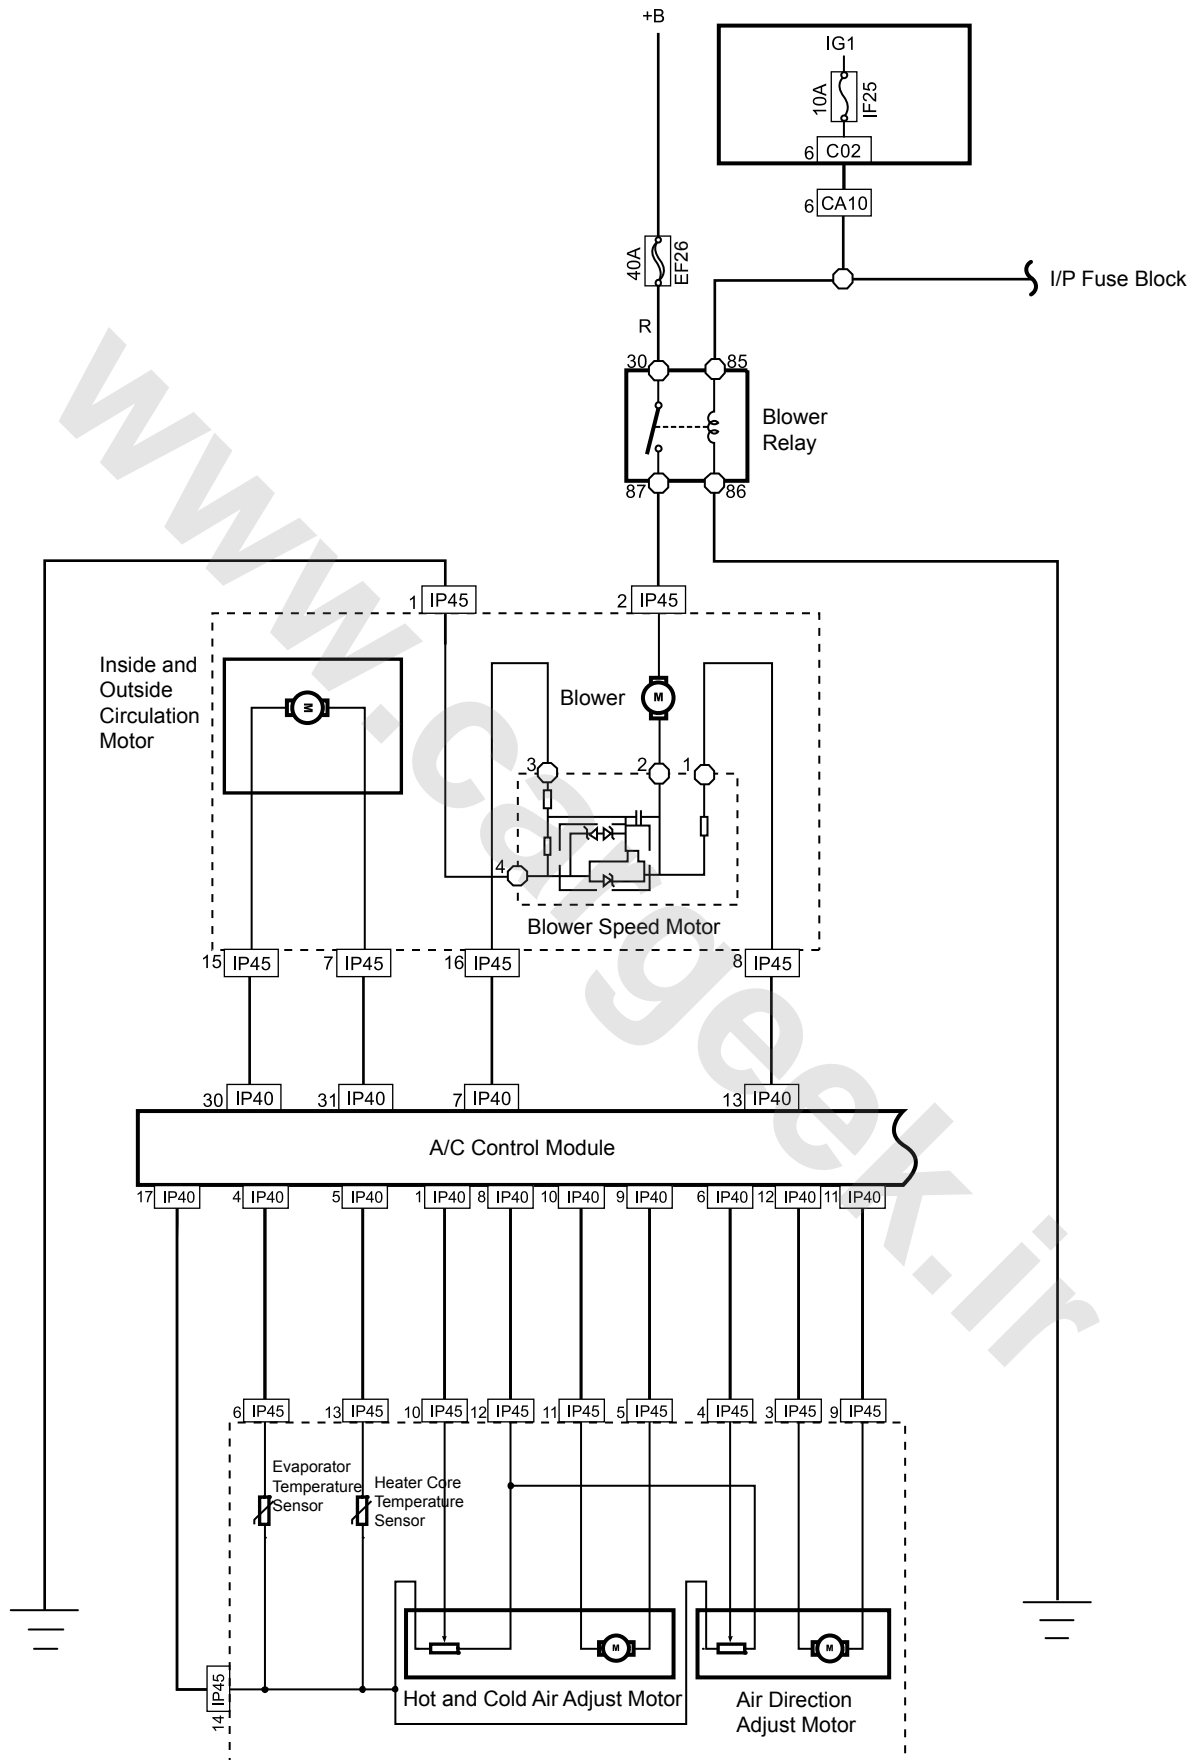 +B
IG1
10A
IF25
6 C02
6 CA10
40A
EF26
I/P Fuse Block
R
30
85
Blower
Relay
87
86
1 IP45
2 IP45
Inside and
Outside
Circulation
Motor
M
Blower
M
3
2
1
4
Blower Speed Motor
15 IP45
7 IP45
16 IP45
8 IP45
30 IP40
31 IP40
7 IP40
13 IP40
A/C Control Module
17 IP40
4 IP40
5 IP40
1 IP40
8 IP40
10 IP40
9 IP40
6 IP40
12 IP40
11 IP40
6 IP45
13 IP45
10 IP45
12 IP45
11 IP45
5 IP45
4 IP45
3 IP45
9 IP45
Evaporator
Temperature
Sensor
Heater Core
Temperature
Sensor
M
M
14 IP45
Hot and Cold Air Adjust Motor
Air Direction
Adjust Motor
www.cargeek.ir